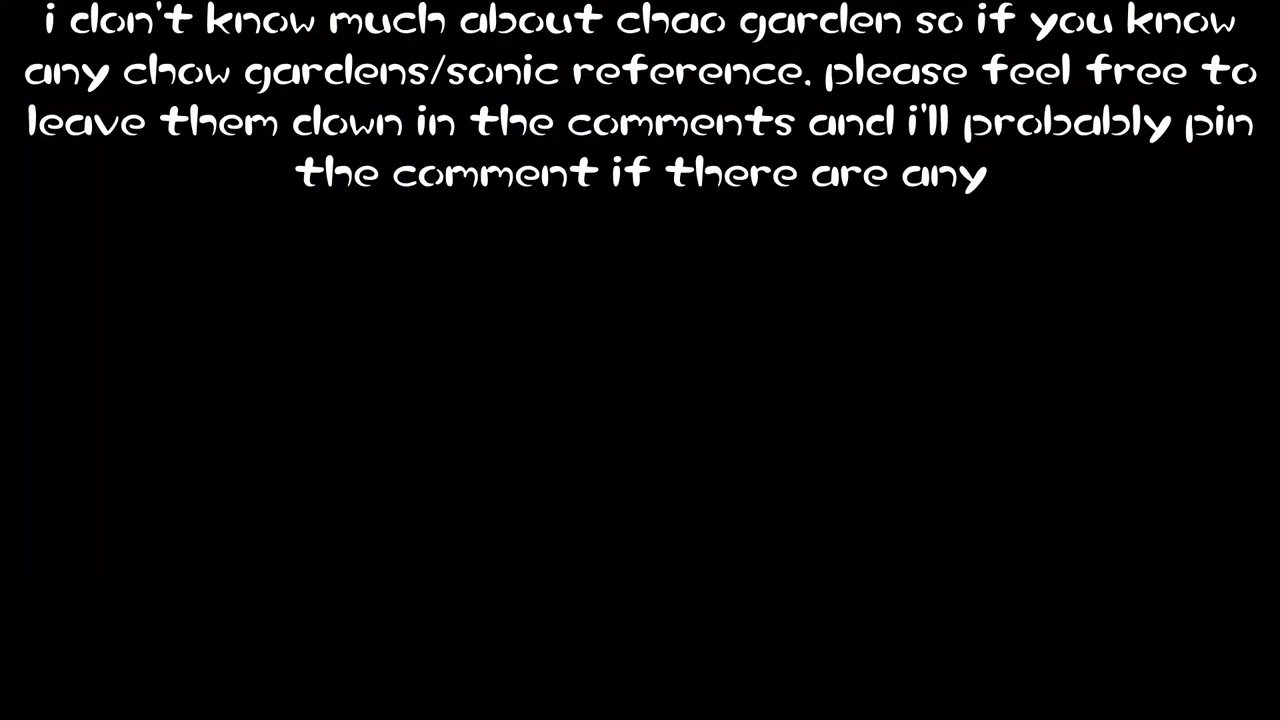 i don't know much about chao garden so if you know
any chow gardens/sonic reference. please feel free to
leave them down in the comments and i'll probably pin
the comment if there are any